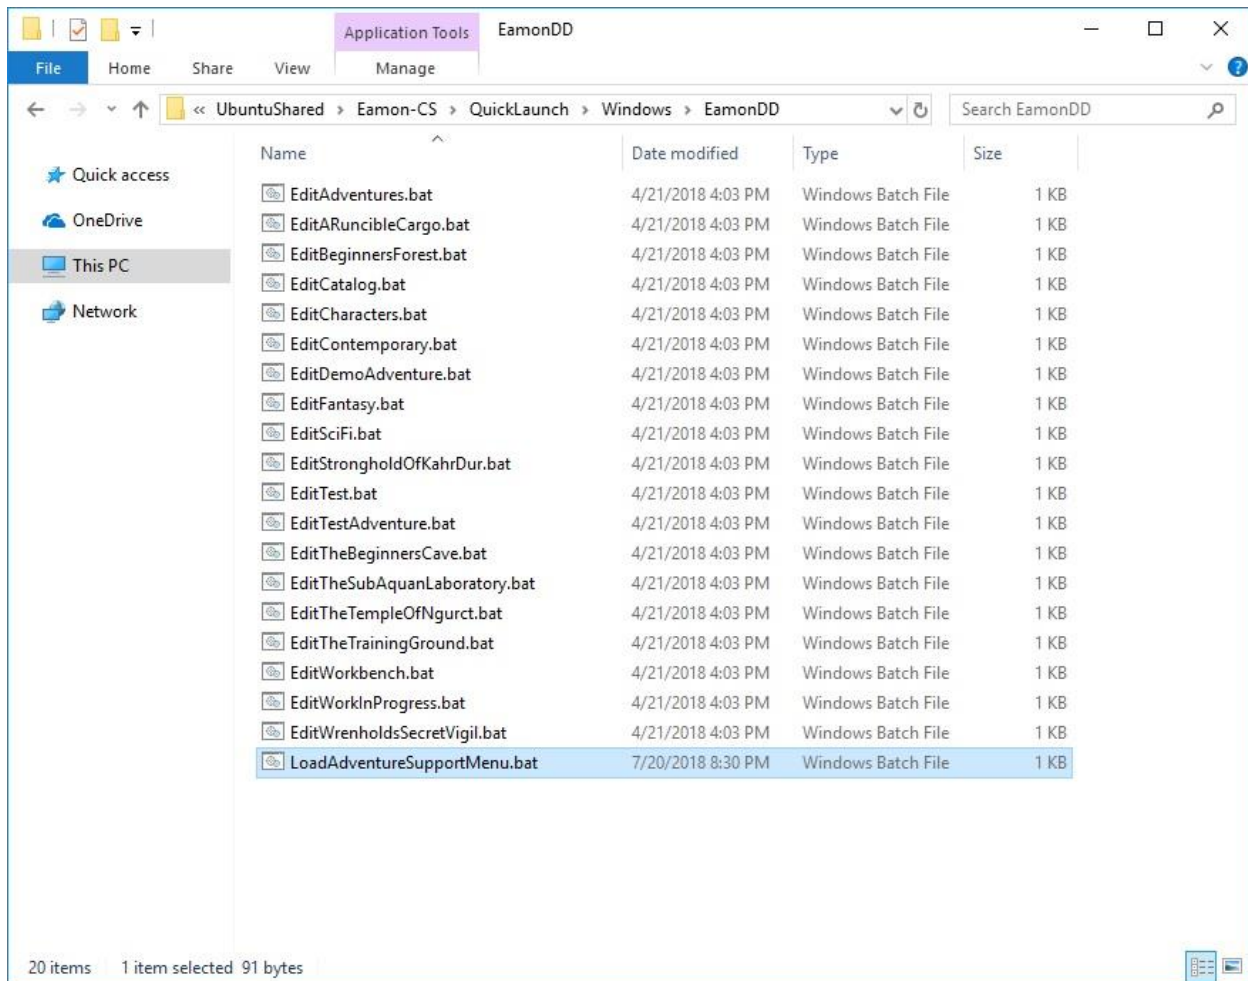 Application Tools EamonDD
File Home Share View Manage
« UbuntuShared > Eamon-CS > QuickLaunch > Windows > EamonDD Search EamonDD
Name Date modified Type Size
Quick access
OneDrive
This PC
Network
EditAdventures.bat 4/21/2018 4:03 PM Windows Batch File 1 KB
EditARuncibleCargo.bat 4/21/2018 4:03 PM Windows Batch File 1 KB
EditBeginnersForest.bat 4/21/2018 4:03 PM Windows Batch File 1 KB
EditCatalog.bat 4/21/2018 4:03 PM Windows Batch File 1 KB
EditCharacters.bat 4/21/2018 4:03 PM Windows Batch File 1 KB
EditContemporary.bat 4/21/2018 4:03 PM Windows Batch File 1 KB
EditDemoAdventure.bat 4/21/2018 4:03 PM Windows Batch File 1 KB
EditFantasy.bat 4/21/2018 4:03 PM Windows Batch File 1 KB
EditSciFi.bat 4/21/2018 4:03 PM Windows Batch File 1 KB
EditStrongholdOfKahrDur.bat 4/21/2018 4:03 PM Windows Batch File 1 KB
EditTest.bat 4/21/2018 4:03 PM Windows Batch File 1 KB
EditTestAdventure.bat 4/21/2018 4:03 PM Windows Batch File 1 KB
EditTheBeginnersCave.bat 4/21/2018 4:03 PM Windows Batch File 1 KB
EditTheSubAquanLaboratory.bat 4/21/2018 4:03 PM Windows Batch File 1 KB
EditTheTempleOfNgurct.bat 4/21/2018 4:03 PM Windows Batch File 1 KB
EditTheTrainingGround.bat 4/21/2018 4:03 PM Windows Batch File 1 KB
EditWorkbench.bat 4/21/2018 4:03 PM Windows Batch File 1 KB
EditWorkInProgress.bat 4/21/2018 4:03 PM Windows Batch File 1 KB
EditWrenholdsSecretVigil.bat 4/21/2018 4:03 PM Windows Batch File 1 KB
LoadAdventureSupportMenu.bat 7/20/2018 8:30 PM Windows Batch File 1 KB
20 items 1 item selected 91 bytes